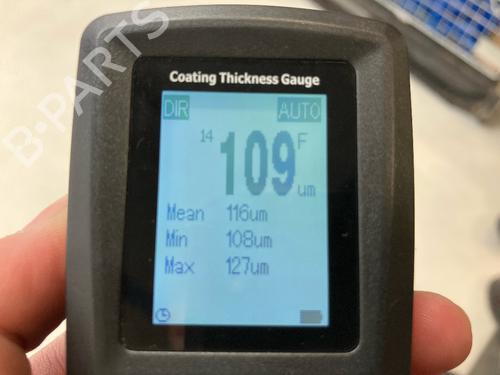 B-PARTS
Coating Thickness Gauge
DIR AUTO
14 109 F um
Mean 116um
Min 108um
Max 127um